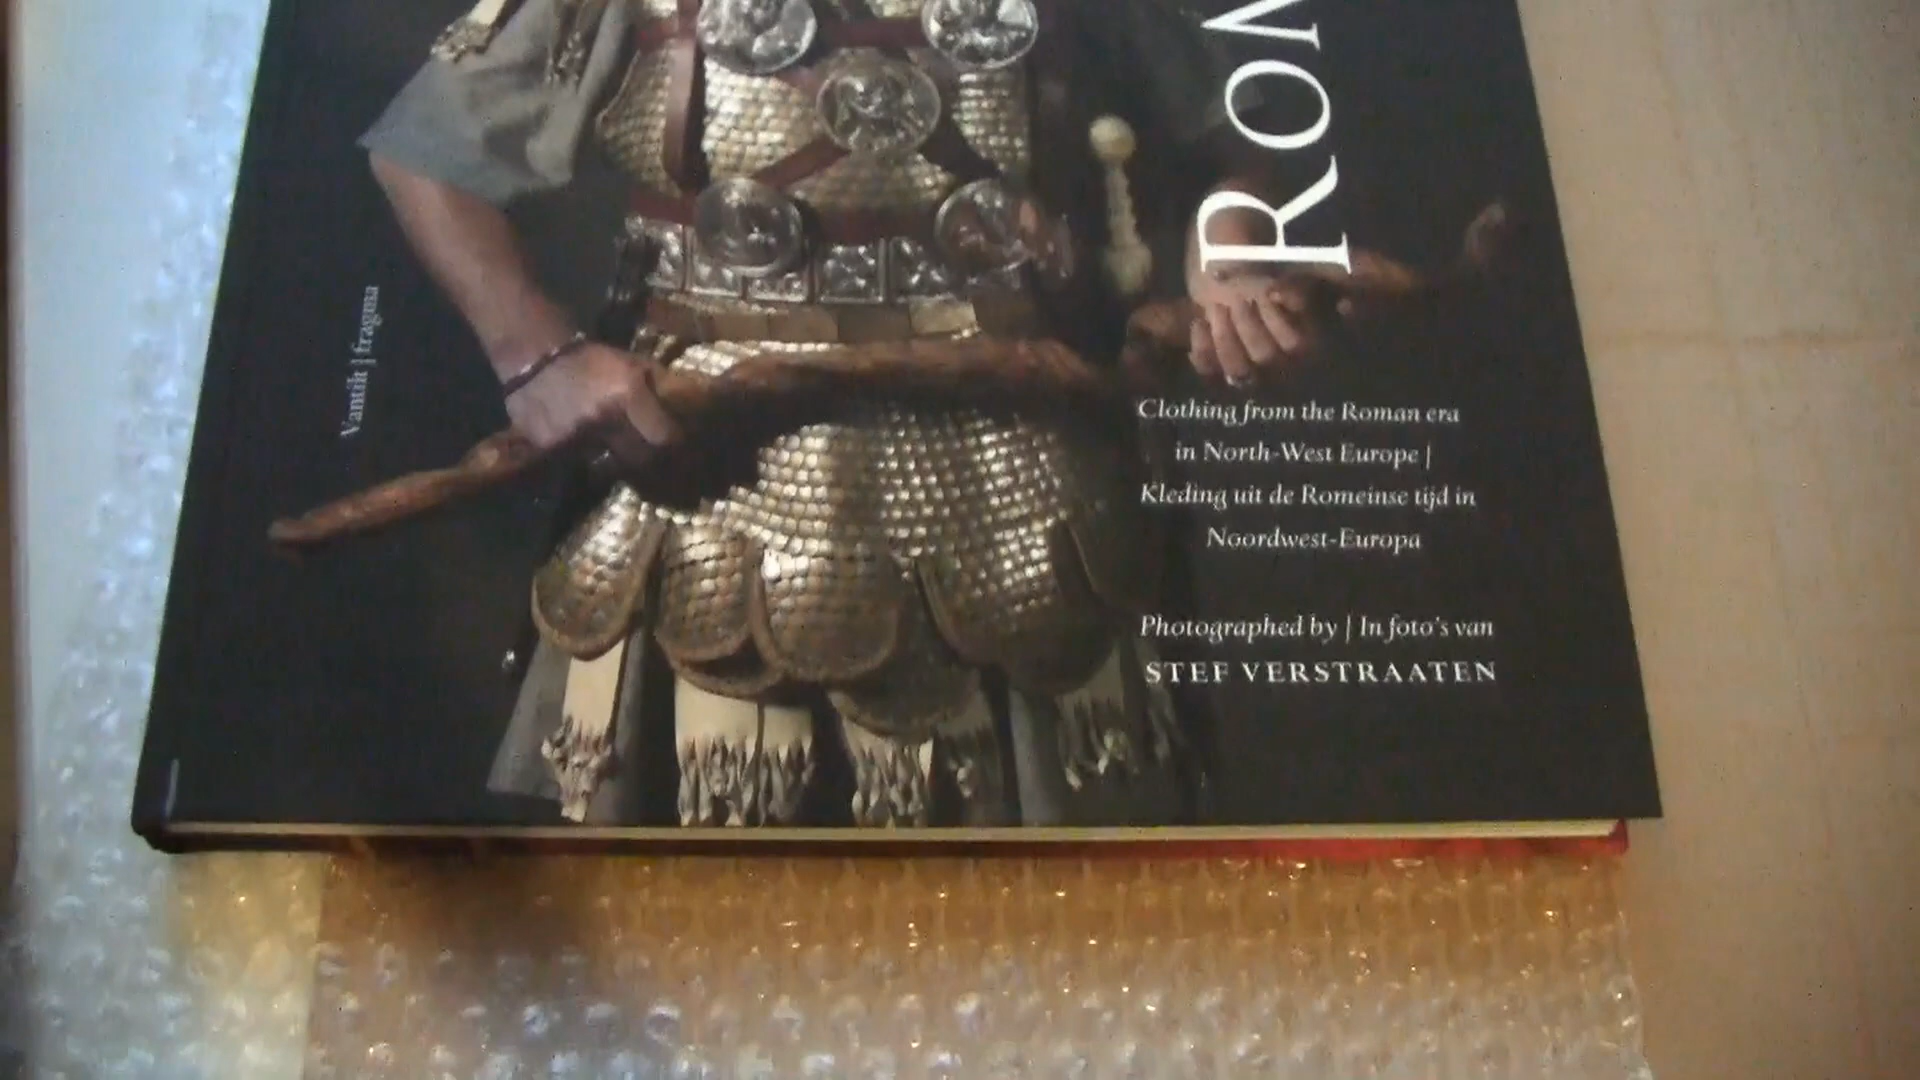 Vantilt | fragma
ROM
Clothing from the Roman era
in North-West Europe |
Kleding uit de Romeinse tijd in
Noordwest-Europa
Photographed by | In foto's van
STEF VERSTRAATEN